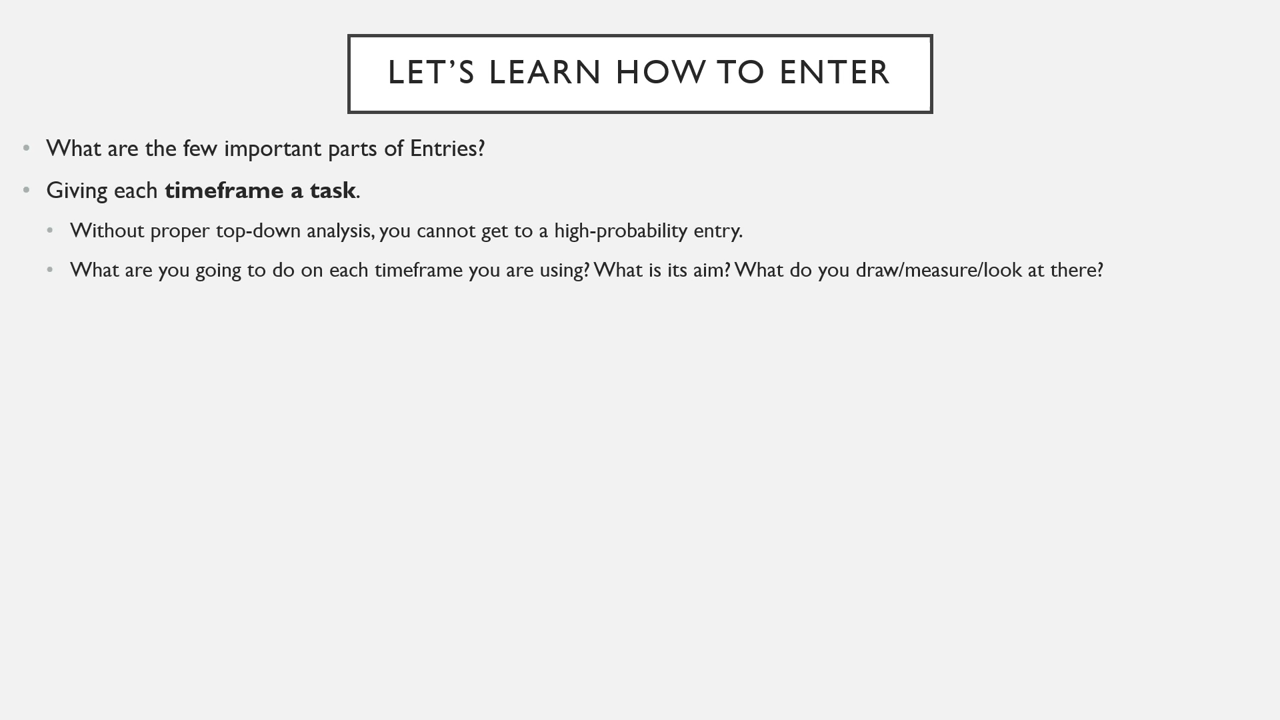 LET’S LEARN HOW TO ENTER
• What are the few important parts of Entries?
• Giving each timeframe a task.
• Without proper top-down analysis, you cannot get to a high-probability entry.
• What are you going to do on each timeframe you are using? What is its aim? What do you draw/measure/look at there?